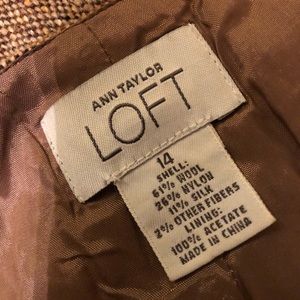 ANN TAYLOR
LOFT
14
SHELL:
61% WOOL
26% NYLON
11% SILK
2% OTHER FIBERS
LINING:
100% ACETATE
MADE IN CHINA